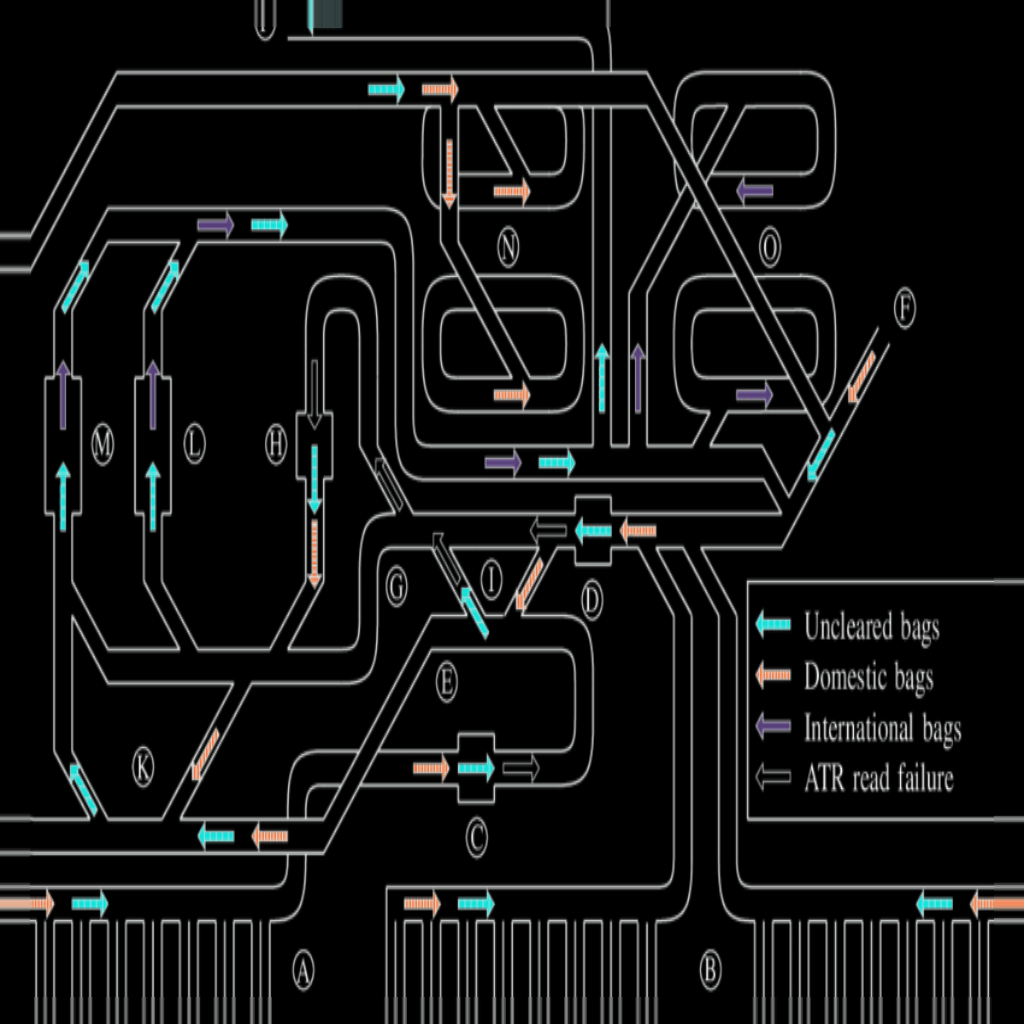 N
O
F
M
L
H
G
I
D
Uncleared bags
Domestic bags
E
International bags
K
ATR read failure
C
A
B